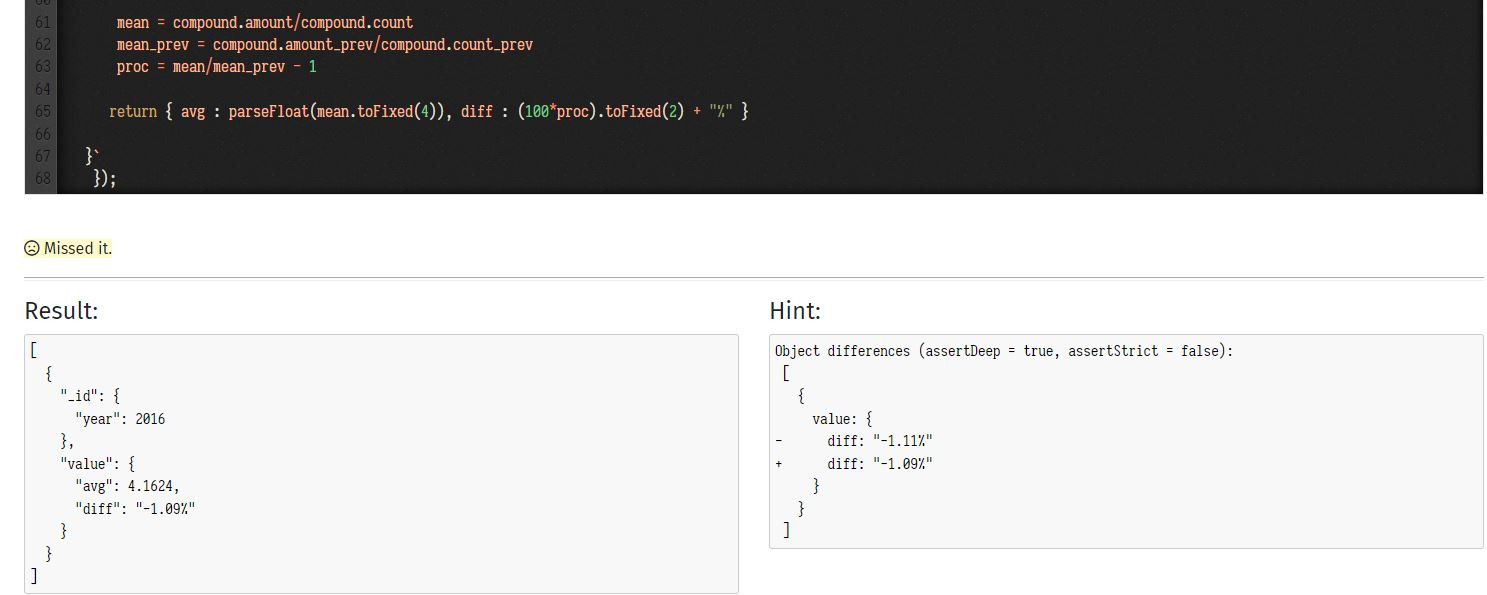 60
61 mean = compound.amount/compound.count
62 mean_prev = compound.amount_prev/compound.count_prev
63 proc = mean/mean_prev - 1
64
65 return { avg : parseFloat(mean.toFixed(4)), diff : (100*proc).toFixed(2) + "%" }
66
67 }`
68 });
Missed it.
Result:
[
  {
    "_id": {
      "year": 2016
    },
    "value": {
      "avg": 4.1624,
      "diff": "-1.09%"
    }
  }
]
Hint:
Object differences (assertDeep = true, assertStrict = false):
 [
   {
     value: {
-      diff: "-1.11%"
+      diff: "-1.09%"
     }
   }
 ]